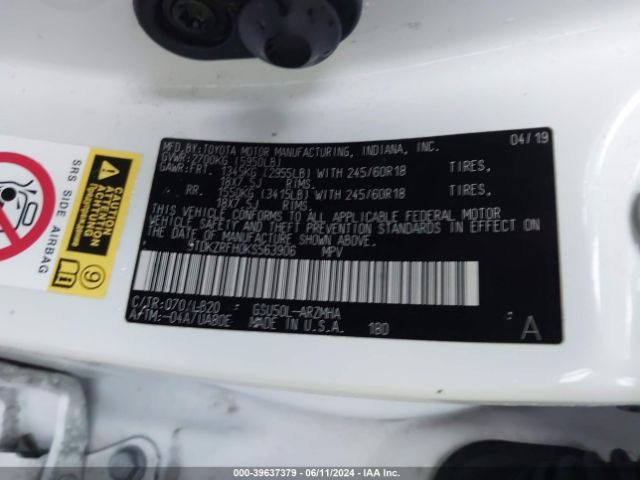 MFD.BY:TOYOTA MOTOR MANUFACTURING, INDIANA, INC. 04/19
GVWR:2700KG (5950LB)
GAWR:FRT. 1345KG (2955LB) WITH 245/60R18 TIRES,
18X7.5J RIMS.
RR. 1550KG (3415LB) WITH 245/60R18 TIRES,
18X7.5J RIMS
THIS VEHICLE CONFORMS TO ALL APPLICABLE FEDERAL MOTOR
VEHICLE SAFETY AND THEFT PREVENTION STANDARDS IN EFFECT ON
THE DATE OF MANUFACTURE SHOWN ABOVE.
5TDKZRFH0KS563906 MPV
C/TR:070/LB20 GSU50L-ARZMHA
A/TM:-04A/UA80E MADE IN U.S.A. 180
A
SRS SIDE AIRBAG
CAUTION
9
000-39637379 - 06/11/2024 - IAA Inc.